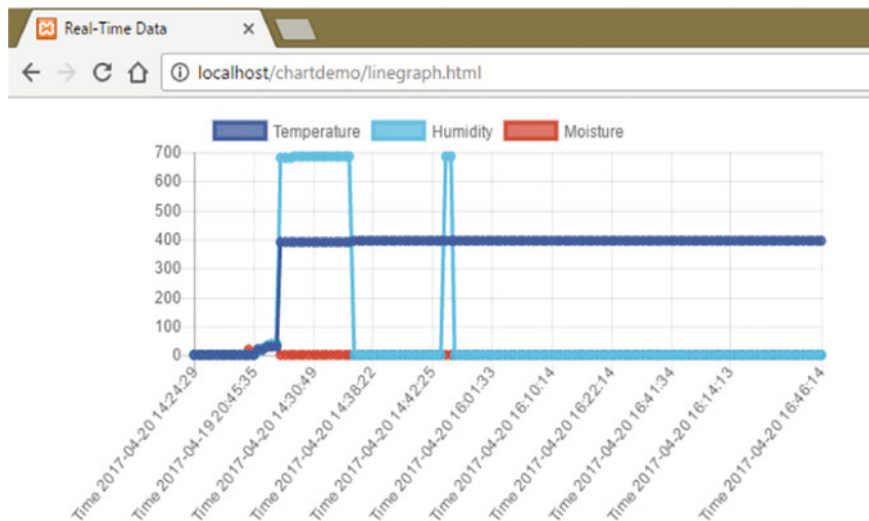 Real-Time Data
localhost/chartdemo/linegraph.html
Temperature
Humidity
Moisture
700
600
500
400
300
200
100
0
Time 2017-04-20 14:24:29
Time 2017-04-19 20:45:35
Time 2017-04-20 14:30:49
Time 2017-04-20 14:38:22
Time 2017-04-20 14:42:25
Time 2017-04-20 16:01:33
Time 2017-04-20 16:10:14
Time 2017-04-20 16:22:14
Time 2017-04-20 16:41:34
Time 2017-04-20 16:14:13
Time 2017-04-20 16:46:14